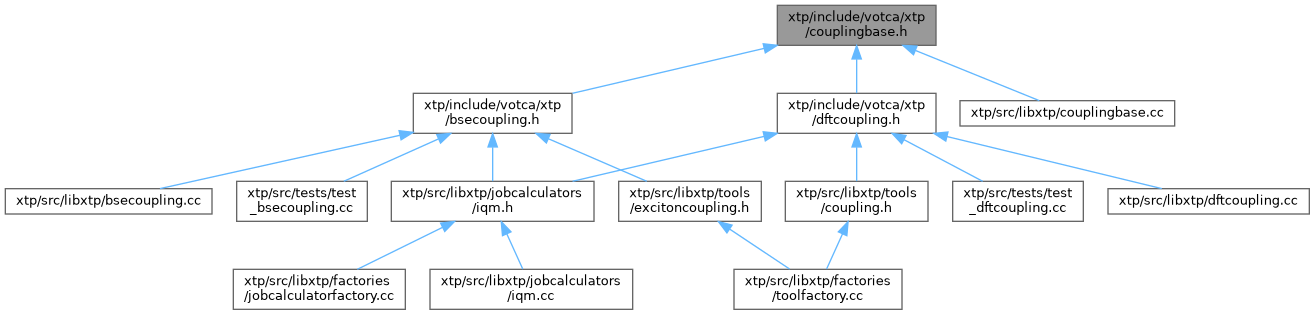 xtp/include/votca/xtp
/couplingbase.h
xtp/include/votca/xtp
/bsecoupling.h
xtp/include/votca/xtp
/dftcoupling.h
xtp/src/libxtp/couplingbase.cc
xtp/src/libxtp/bsecoupling.cc
xtp/src/tests/test
_bsecoupling.cc
xtp/src/libxtp/jobcalculators
/iqm.h
xtp/src/libxtp/tools
/excitoncoupling.h
xtp/src/libxtp/tools
/coupling.h
xtp/src/tests/test
_dftcoupling.cc
xtp/src/libxtp/dftcoupling.cc
xtp/src/libxtp/factories
/jobcalculatorfactory.cc
xtp/src/libxtp/jobcalculators
/iqm.cc
xtp/src/libxtp/factories
/toolfactory.cc